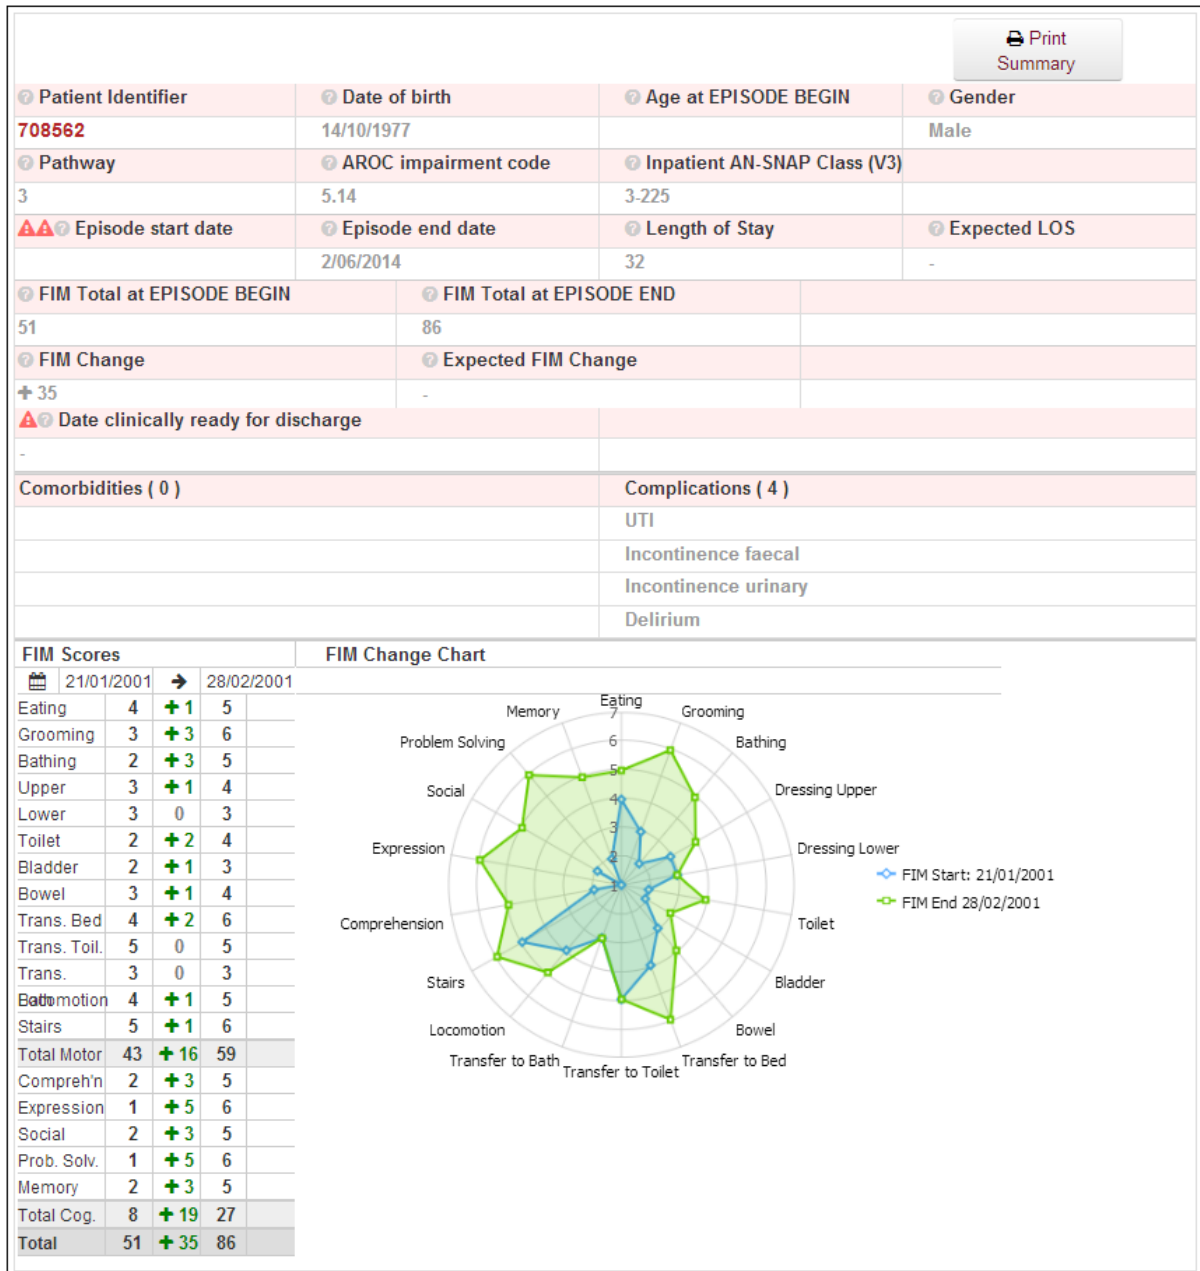 Print
Summary
Patient Identifier Date of birth Age at EPISODE BEGIN Gender
708562 14/10/1977 Male
Pathway AROC impairment code Inpatient AN-SNAP Class (V3)
3 5.14 3-225
Episode start date Episode end date Length of Stay Expected LOS
2/06/2014 32 -
FIM Total at EPISODE BEGIN FIM Total at EPISODE END
51 86
FIM Change Expected FIM Change
+ 35 -
Date clinically ready for discharge
-
Comorbidities ( 0 ) Complications ( 4 )
UTI
Incontinence faecal
Incontinence urinary
Delirium
FIM Scores FIM Change Chart
21/01/2001 → 28/02/2001
Eating 4 + 1 5
Grooming 3 + 3 6
Bathing 2 + 3 5
Upper 3 + 1 4
Lower 3 0 3
Toilet 2 + 2 4
Bladder 2 + 1 3
Bowel 3 + 1 4
Trans. Bed 4 + 2 6
Trans. Toil. 5 0 5
Trans. Bath 3 0 3
Locomotion 4 + 1 5
Stairs 5 + 1 6
Total Motor 43 + 16 59
Compreh'n 2 + 3 5
Expression 1 + 5 6
Social 2 + 3 5
Prob. Solv. 1 + 5 6
Memory 2 + 3 5
Total Cog. 8 + 19 27
Total 51 + 35 86
Eating
Grooming
Bathing
Dressing Upper
Dressing Lower
Toilet
Bladder
Bowel
Transfer to Bed
Transfer to Toilet
Transfer to Bath
Locomotion
Stairs
Comprehension
Expression
Social
Problem Solving
Memory
7
6
5
4
3
2
1
FIM Start: 21/01/2001
FIM End 28/02/2001